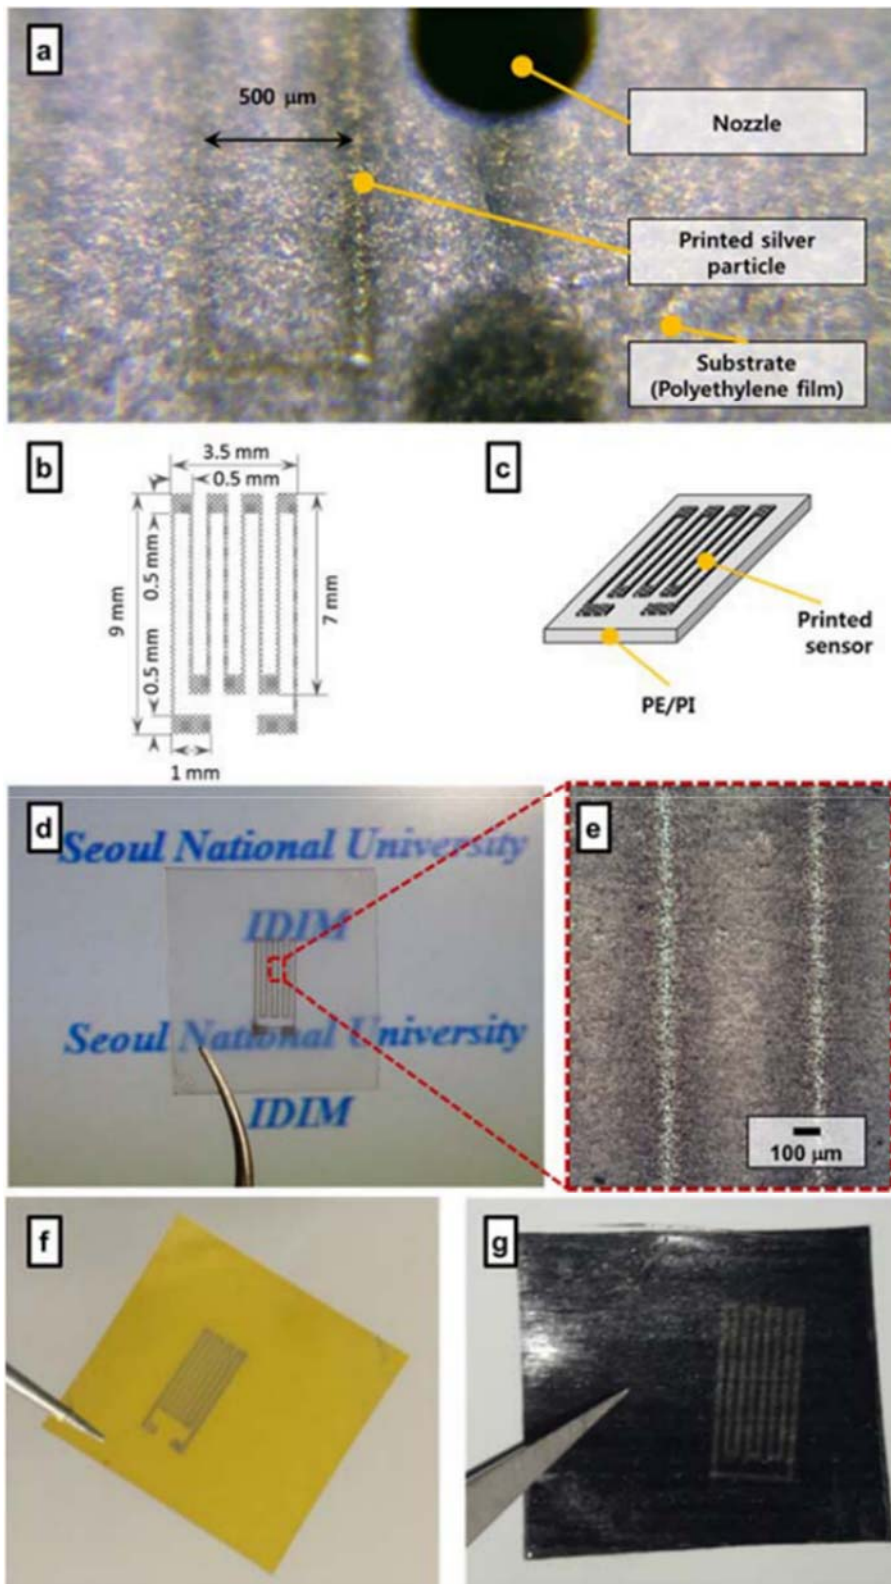 a
500 μm
Nozzle
Printed silver
particle
Substrate
(Polyethylene film)
b
3.5 mm
0.5 mm
0.5 mm
9 mm
7 mm
0.5 mm
1 mm
c
Printed
sensor
PE/PI
d
Seoul National University
IDIM
Seoul National University
IDIM
e
100 μm
f
g